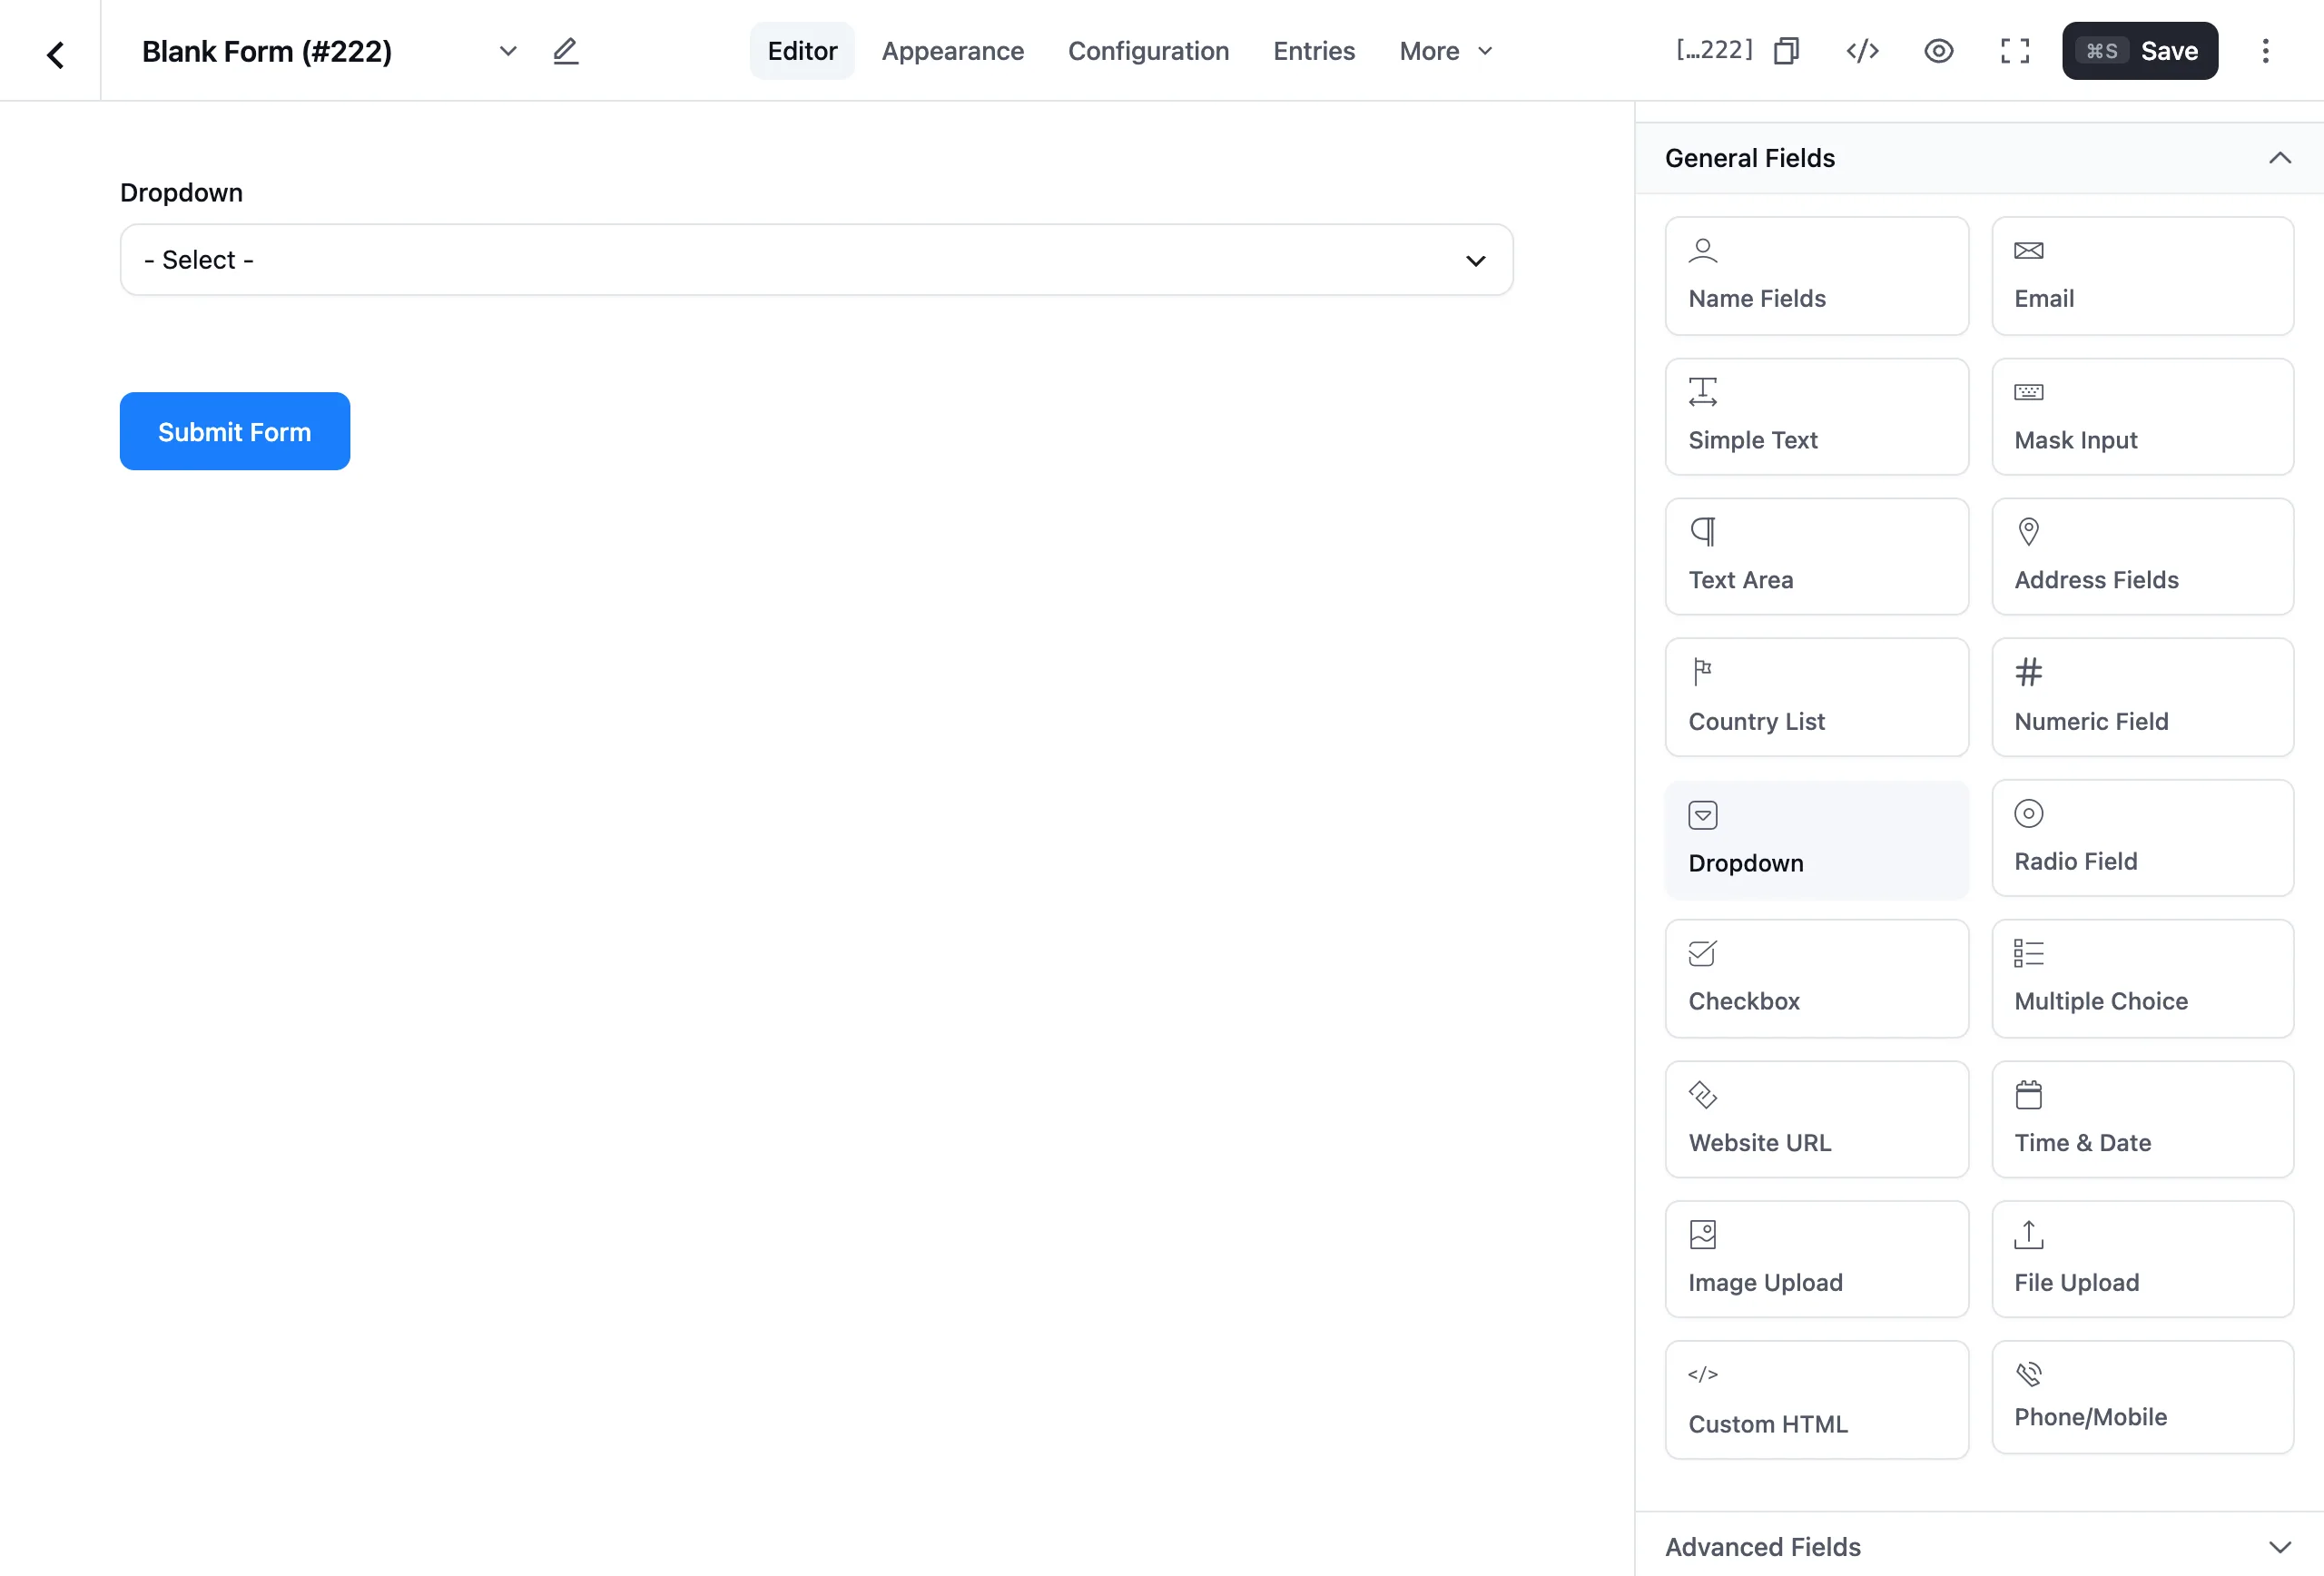 Blank Form (#222)
Editor
Appearance
Configuration
Entries
More
[...222]
⌘S Save
Dropdown
- Select -
Submit Form
General Fields
Name Fields
Email
Simple Text
Mask Input
Text Area
Address Fields
Country List
Numeric Field
Dropdown
Radio Field
Checkbox
Multiple Choice
Website URL
Time & Date
Image Upload
File Upload
Custom HTML
Phone/Mobile
Advanced Fields